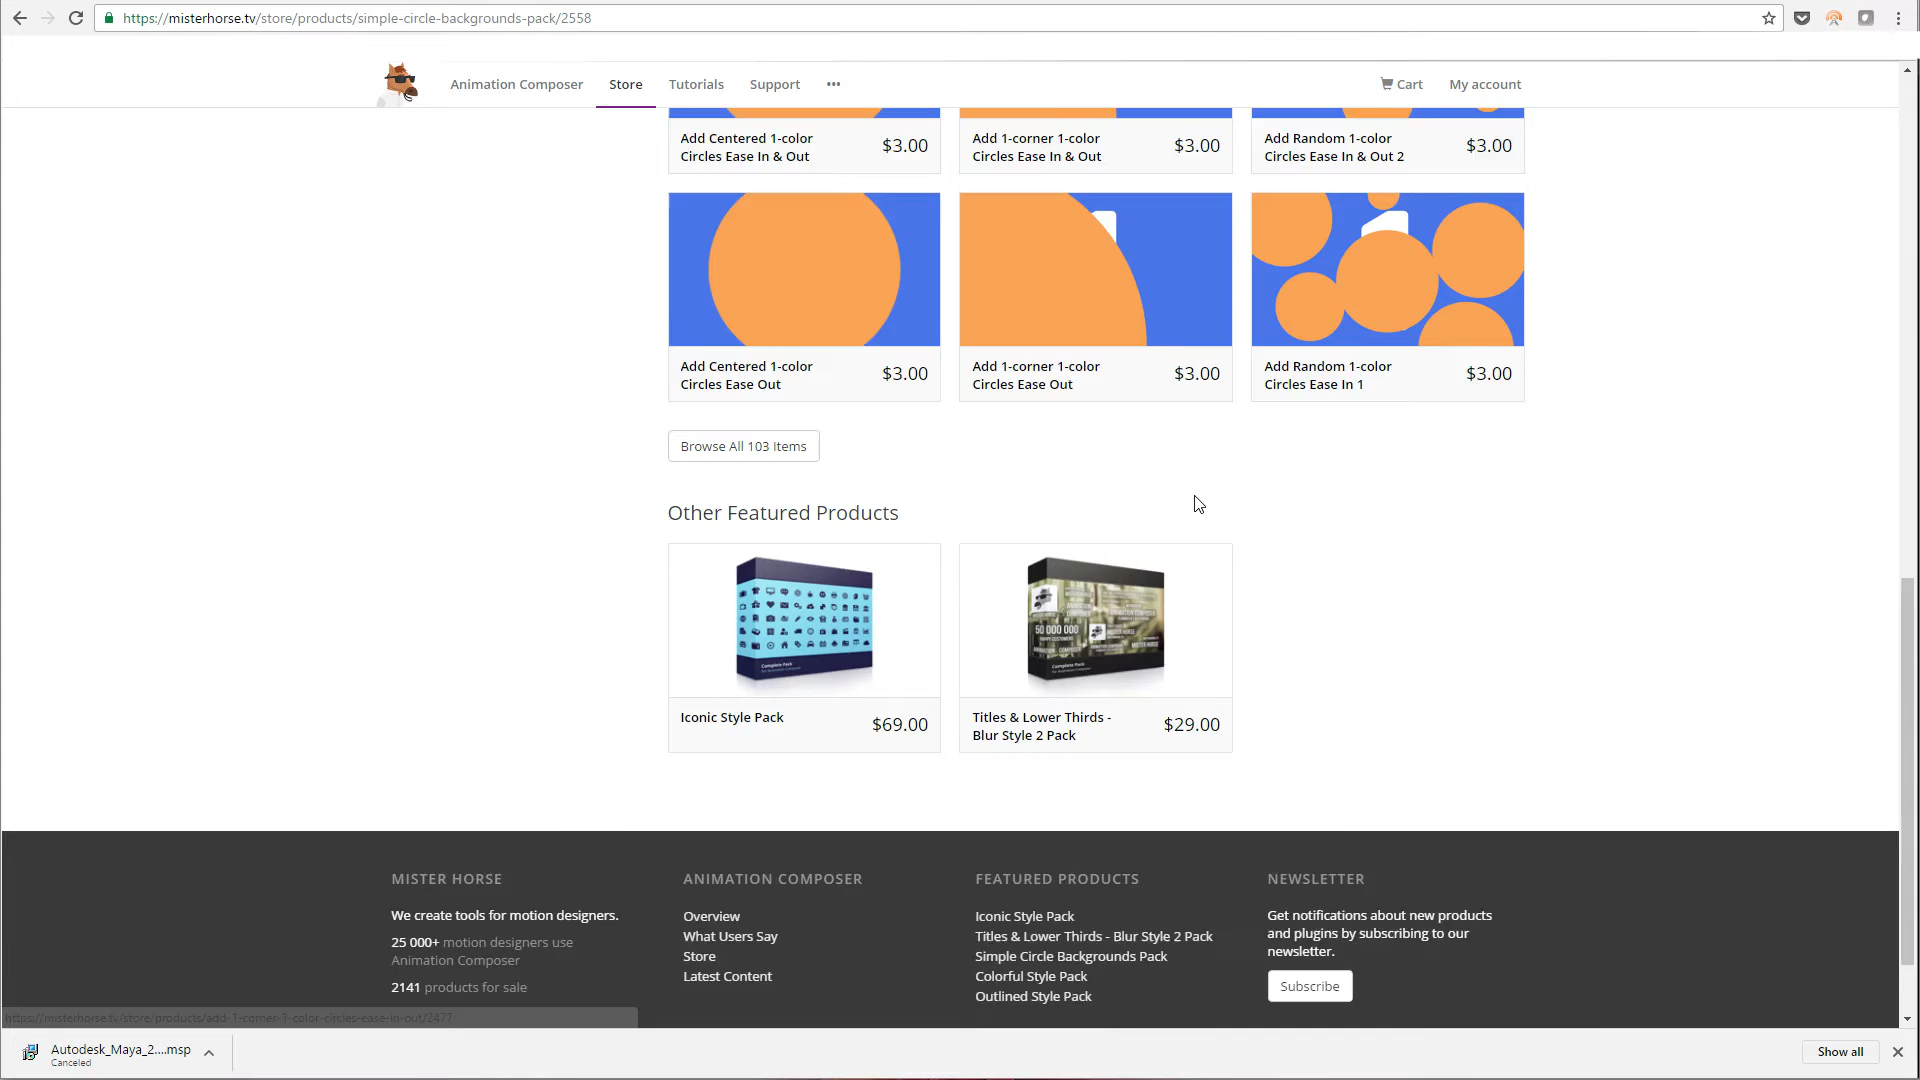 https://misterhorse.tv/store/products/simple-circle-backgrounds-pack/2558
Animation Composer
Store
Tutorials
Support
Cart
My account
Add Centered 1-color
Circles Ease In & Out
$3.00
Add 1-corner 1-color
Circles Ease In & Out
$3.00
Add Random 1-color
Circles Ease In & Out 2
$3.00
Add Centered 1-color
Circles Ease Out
$3.00
Add 1-corner 1-color
Circles Ease Out
$3.00
Add Random 1-color
Circles Ease In 1
$3.00
Browse All 103 Items
Other Featured Products
Complete Pack
50 000 000
MISTER HORSE
Complete Pack
Iconic Style Pack
$69.00
Titles & Lower Thirds -
Blur Style 2 Pack
$29.00
MISTER HORSE
We create tools for motion designers.
25 000+ motion designers use
Animation Composer
2141 products for sale
ANIMATION COMPOSER
Overview
What Users Say
Store
Latest Content
FEATURED PRODUCTS
Iconic Style Pack
Titles & Lower Thirds - Blur Style 2 Pack
Simple Circle Backgrounds Pack
Colorful Style Pack
Outlined Style Pack
NEWSLETTER
Get notifications about new products
and plugins by subscribing to our
newsletter.
Subscribe
https://misterhorse.tv/store/products/add-1-corner-1-color-circles-ease-in-out/2477
Autodesk_Maya_2....msp
Canceled
Show all